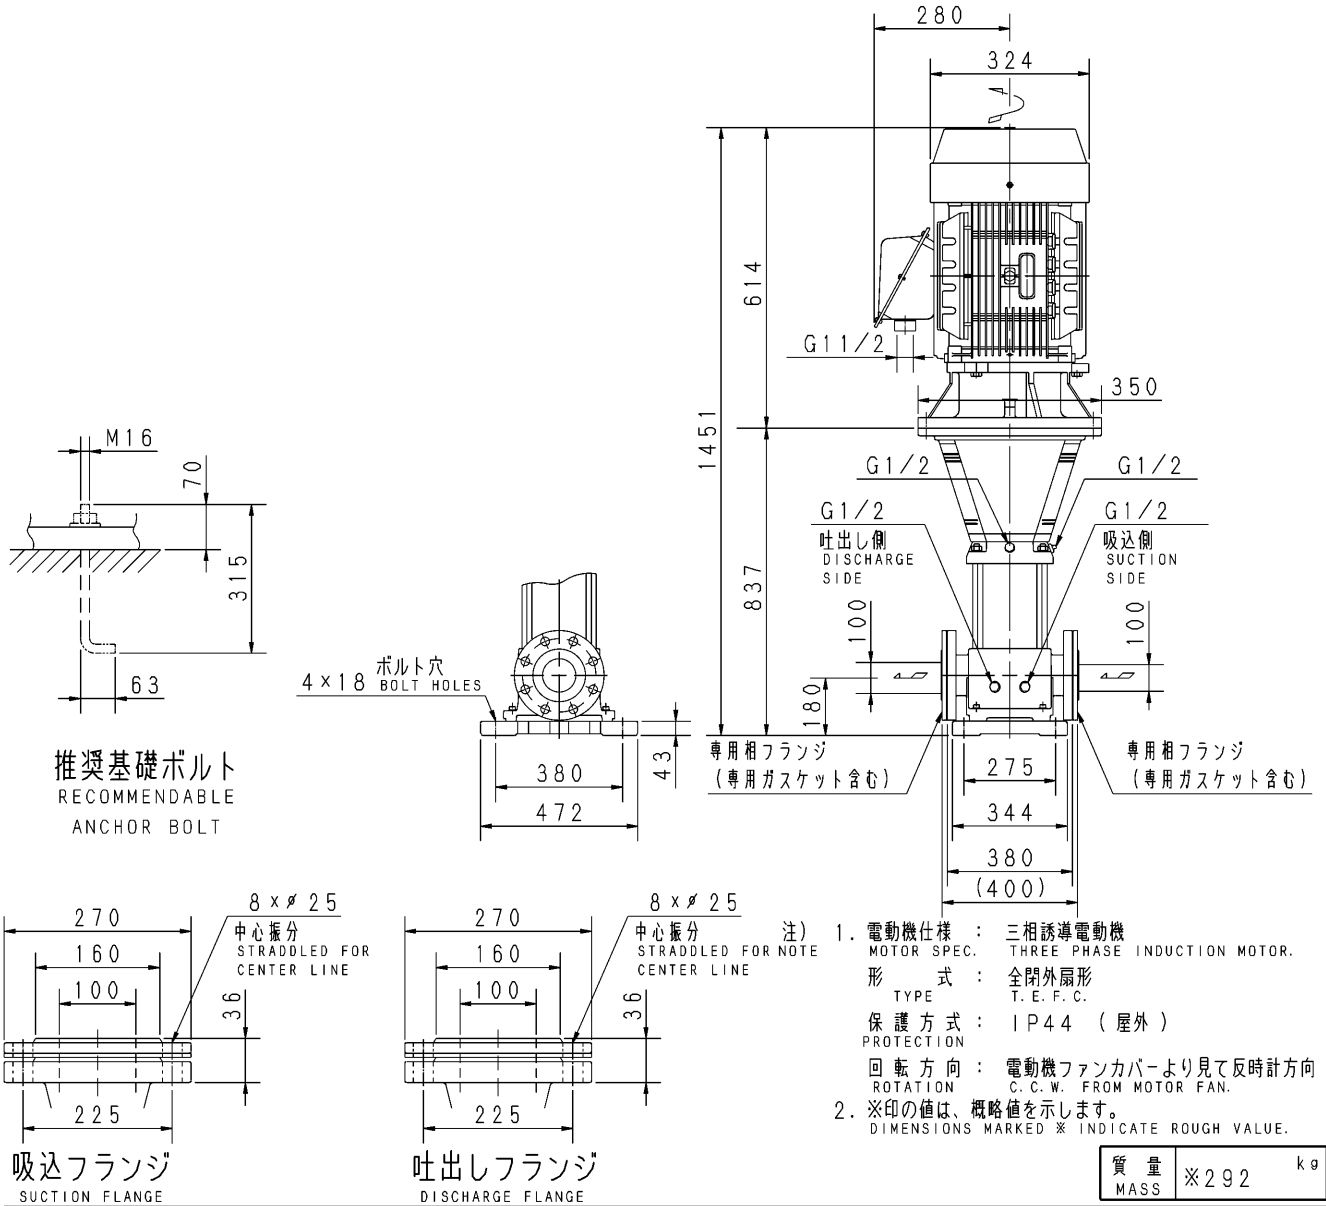 280
324
1451
614
G11/2
350
837
G1/2
G1/2
G1/2
吐出し側
DISCHARGE
SIDE
G1/2
吸込側
SUCTION
SIDE
100
100
180
専用相フランジ
(専用ガスケット含む)
専用相フランジ
(専用ガスケット含む)
275
344
380
(400)
M16
70
315
63
推奨基礎ボルト
RECOMMENDABLE
ANCHOR BOLT
ボルト穴
4×18 BOLT HOLES
43
380
472
270
160
100
8×ø25
中心振分
STRADDLED FOR
CENTER LINE
36
225
吸込フランジ
SUCTION FLANGE
270
160
100
8×ø25
中心振分
STRADDLED FOR
CENTER LINE
36
225
吐出しフランジ
DISCHARGE FLANGE
注)
NOTE
1. 電動機仕様 : 三相誘導電動機
MOTOR SPEC. THREE PHASE INDUCTION MOTOR.
形 式 : 全閉外扇形
TYPE T.E.F.C.
保護方式 : IP44 (屋外)
PROTECTION
回転方向 : 電動機ファンカバーより見て反時計方向
ROTATION C.C.W. FROM MOTOR FAN.
2. ※印の値は、概略値を示します。
DIMENSIONS MARKED ※ INDICATE ROUGH VALUE.
質量 ※292 kg
MASS